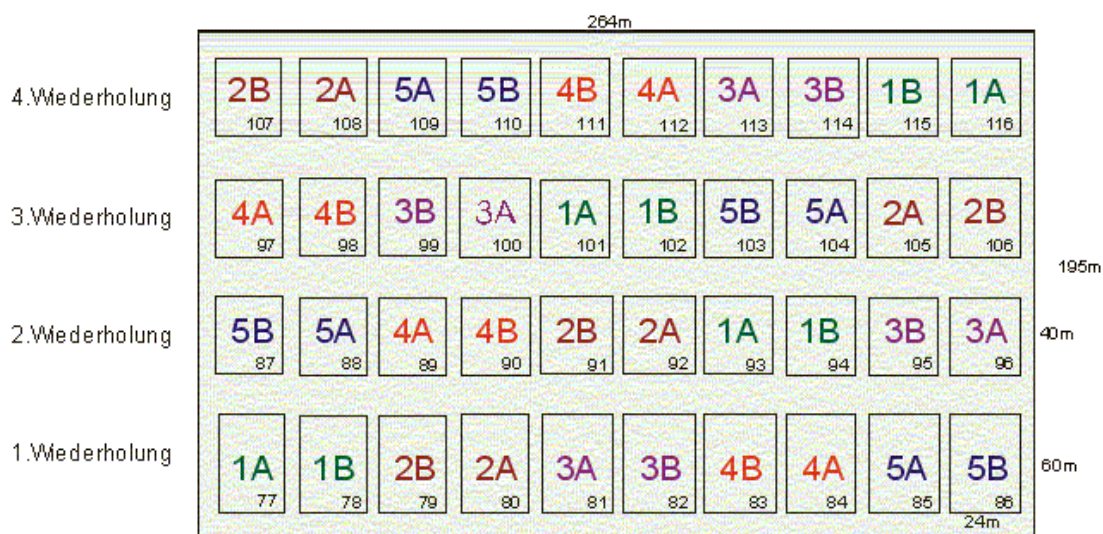 264m
4.Wiederholung 2B 2A 5A 5B 4B 4A 3A 3B 1B 1A
107 108 109 110 111 112 113 114 115 116
3.Wiederholung 4A 4B 3B 3A 1A 1B 5B 5A 2A 2B
97 98 99 100 101 102 103 104 105 106
195m
2.Wiederholung 5B 5A 4A 4B 2B 2A 1A 1B 3B 3A 40m
87 88 89 90 91 92 93 94 95 96
1.Wiederholung 1A 1B 2B 2A 3A 3B 4B 4A 5A 5B 60m
77 78 79 80 81 82 83 84 85 86
24m